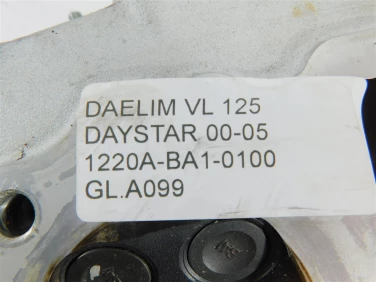 DAELIM VL 125
DAYSTAR 00-05
1220A-BA1-0100
GL.A099